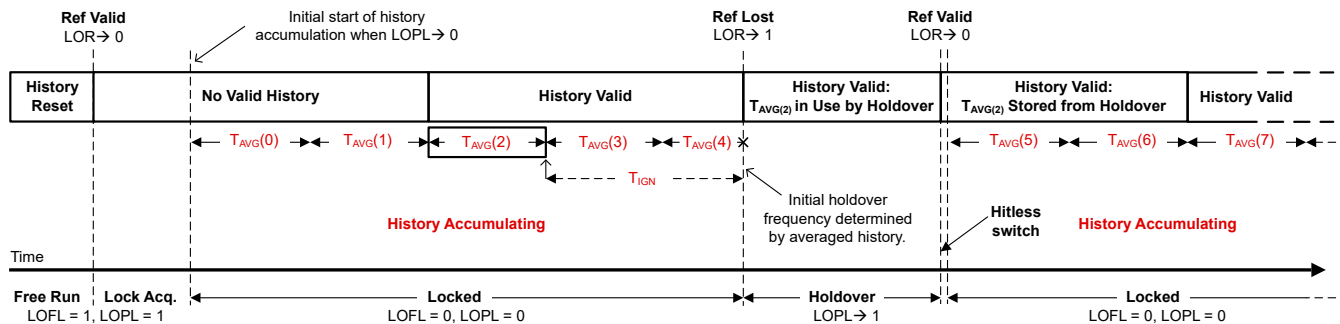 Ref Valid
LOR→ 0
Initial start of history
accumulation when LOPL→ 0
Ref Lost
LOR→ 1
Ref Valid
LOR→ 0
History
Reset
No Valid History
History Valid
History Valid:
TAVG(2) in Use by Holdover
History Valid:
TAVG(2) Stored from Holdover
History Valid
TAVG(0)
TAVG(1)
TAVG(2)
TAVG(3)
TAVG(4)
TAVG(5)
TAVG(6)
TAVG(7)
TIGN
Initial holdover
frequency determined
by averaged history.
History Accumulating
Hitless
switch
History Accumulating
Time
Free Run
Lock Acq.
LOFL = 1, LOPL = 1
Locked
LOFL = 0, LOPL = 0
Holdover
LOPL→ 1
Locked
LOFL = 0, LOPL = 0